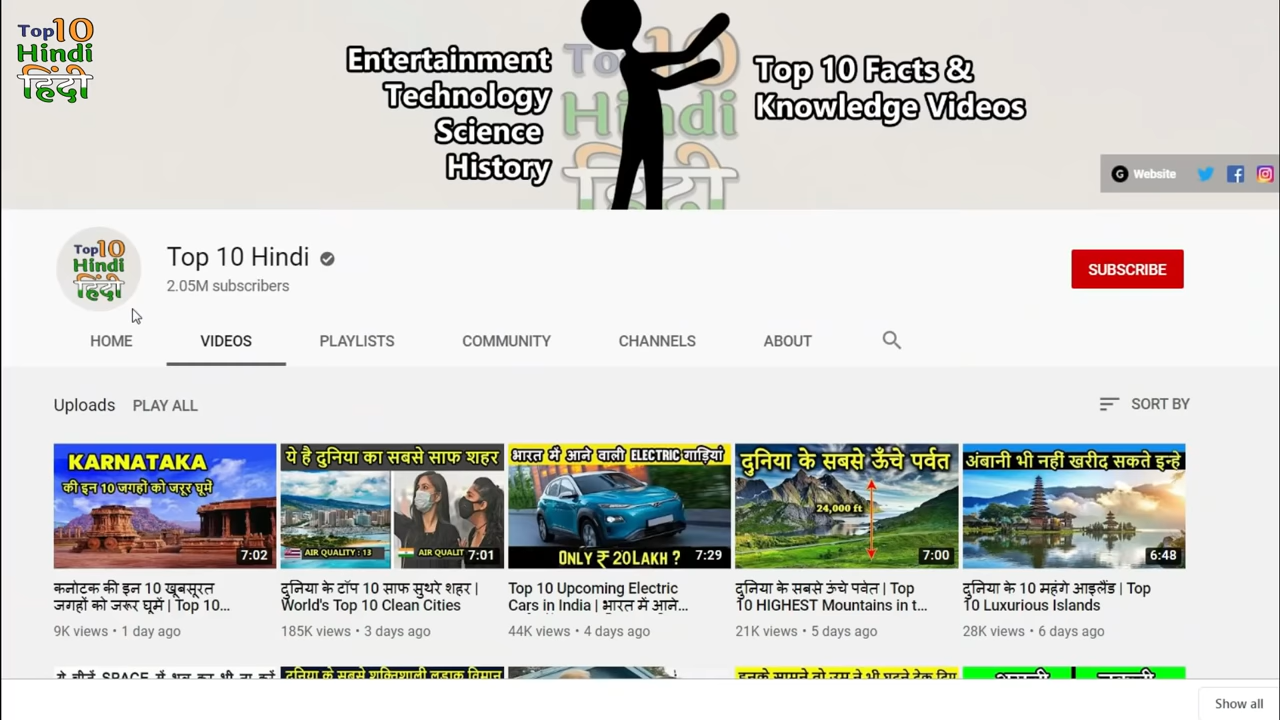 Top10
Hindi
हिंदी
Entertainment
Technology
Science
History
Top 10 Facts &
Knowledge Videos
Website
Top10
Hindi
हिंदी
Top 10 Hindi
2.05M subscribers
SUBSCRIBE
HOME VIDEOS PLAYLISTS COMMUNITY CHANNELS ABOUT
Uploads PLAY ALL
SORT BY
KARNATAKA
की इन 10 जगहों को जरूर घूमें
7:02
ये है दुनिया का सबसे साफ शहर
AIR QUALITY : 13
AIR QUALIT
7:01
भारत में आने वाली ELECTRIC गाड़ियां
ONLY ₹ 20LAKH ?
7:29
दुनिया के सबसे ऊँचे पर्वत
24,000 ft
7:00
अंबानी भी नहीं खरीद सकते इन्हे
6:48
कर्नाटक की इन 10 खूबसूरत
जगहों को जरूर घूमें | Top 10...
9K views • 1 day ago
दुनिया के टॉप 10 साफ सुथरे शहर |
World's Top 10 Clean Cities
185K views • 3 days ago
Top 10 Upcoming Electric
Cars in India | भारत में आने...
44K views • 4 days ago
दुनिया के सबसे ऊंचे पर्वत | Top
10 HIGHEST Mountains in t...
21K views • 5 days ago
दुनिया के 10 महंगे आइलैंड | Top
10 Luxurious Islands
28K views • 6 days ago
दुनिया के सबसे शक्तिशाली लड़ाकू विमान
Show all